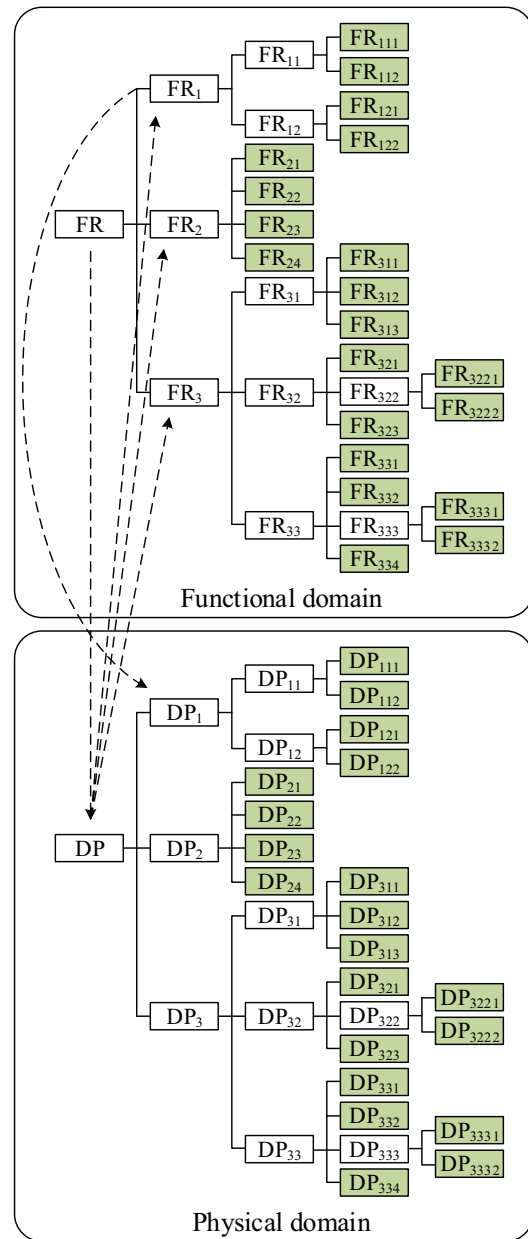 FR₁₁₁
FR₁₁
FR₁₁₂
FR₁
FR₁₂₁
FR₁₂
FR₁₂₂
FR₂₁
FR₂₂
FR
FR₂
FR₂₃
FR₂₄
FR₃₁₁
FR₃₁
FR₃₁₂
FR₃₁₃
FR₃₂₁
FR₃₂₂₁
FR₃
FR₃₂
FR₃₂₂
FR₃₂₂₂
FR₃₂₃
FR₃₃₁
FR₃₃₂
FR₃₃₃₁
FR₃₃
FR₃₃₃
FR₃₃₃₂
FR₃₃₄
Functional domain
DP₁₁₁
DP₁₁
DP₁₁₂
DP₁
DP₁₂₁
DP₁₂
DP₁₂₂
DP₂₁
DP₂₂
DP
DP₂
DP₂₃
DP₂₄
DP₃₁₁
DP₃₁
DP₃₁₂
DP₃₁₃
DP₃₂₁
DP₃₂₂₁
DP₃
DP₃₂
DP₃₂₂
DP₃₂₂₂
DP₃₂₃
DP₃₃₁
DP₃₃₂
DP₃₃₃₁
DP₃₃
DP₃₃₃
DP₃₃₃₂
DP₃₃₄
Physical domain